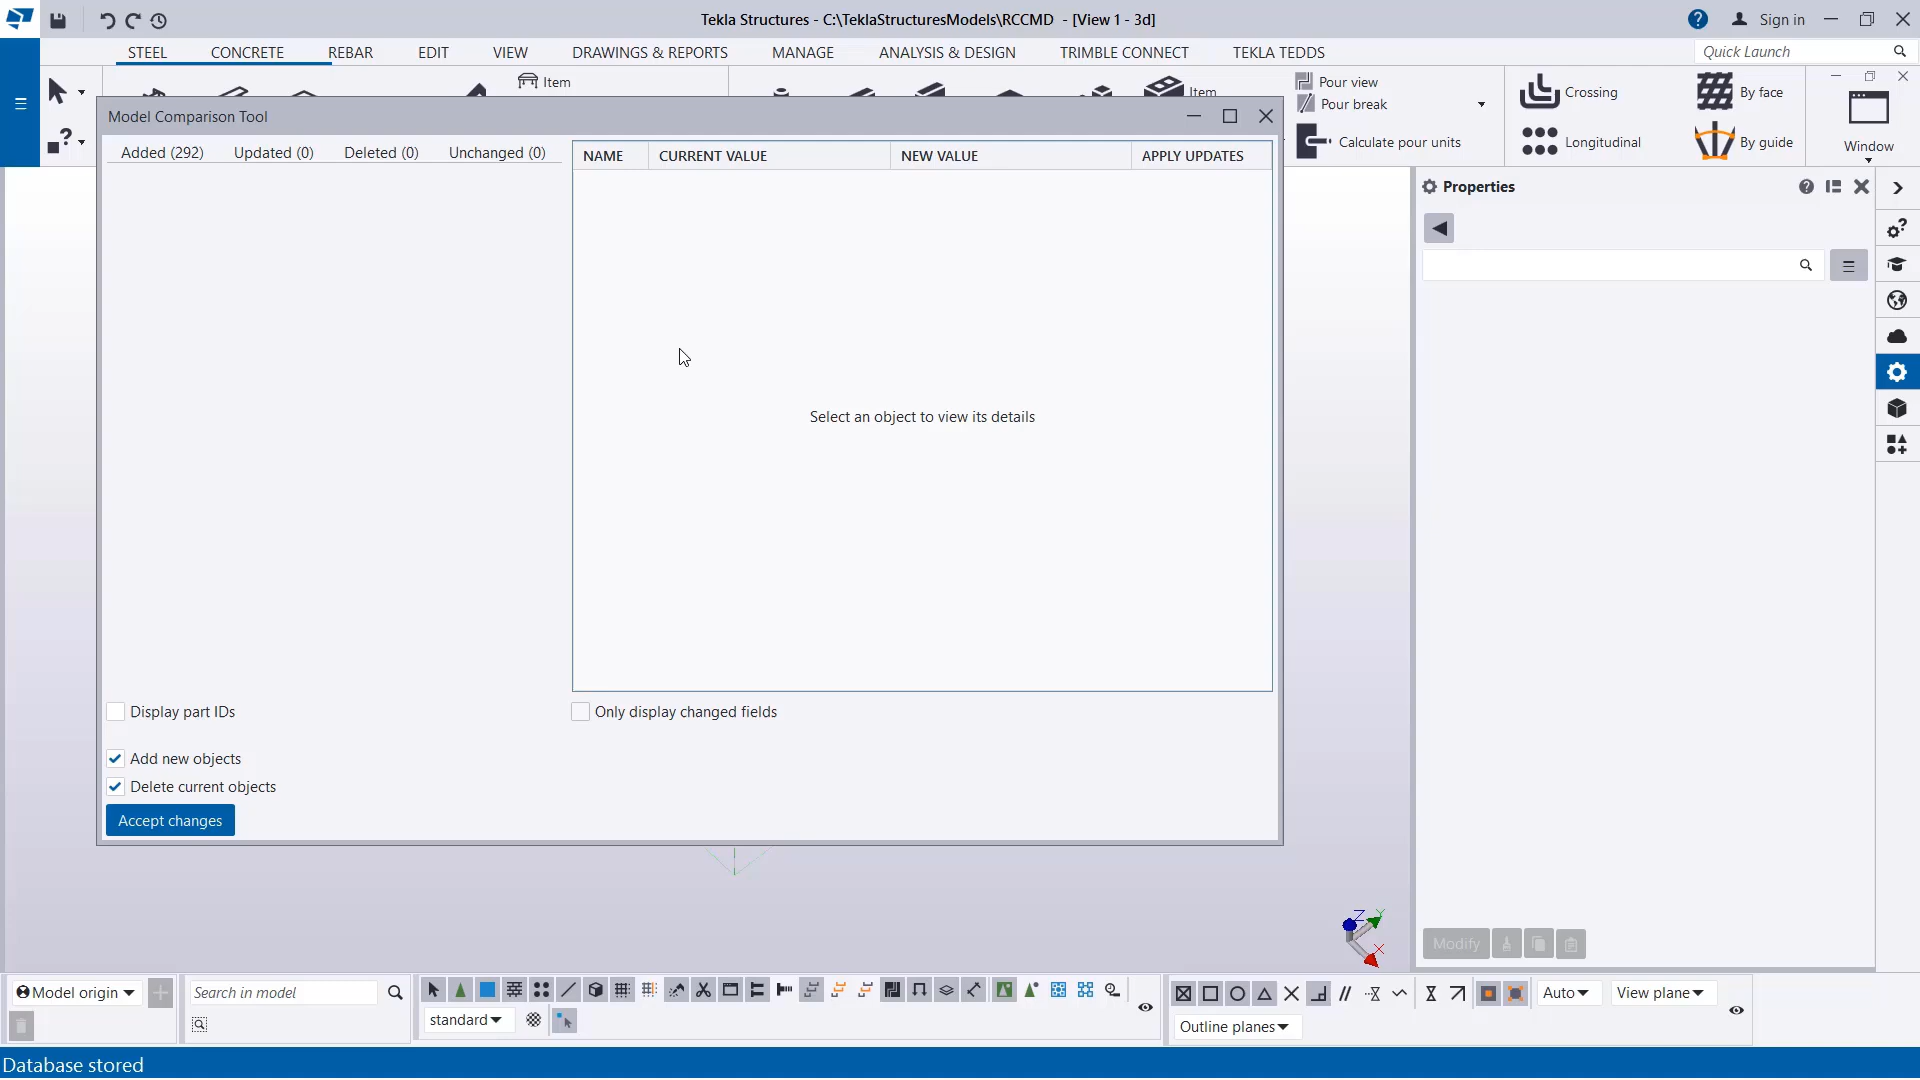 Tekla Structures - C:\TeklaStructuresModels\RCCMD - [View 1 - 3d]
Sign in
STEEL
CONCRETE
REBAR
EDIT
VIEW
DRAWINGS & REPORTS
MANAGE
ANALYSIS & DESIGN
TRIMBLE CONNECT
TEKLA TEDDS
Quick Launch
Item
Item
Pour view
Pour break
Calculate pour units
Crossing
Longitudinal
By face
By guide
Window
Model Comparison Tool
Added (292)
Updated (0)
Deleted (0)
Unchanged (0)
NAME
CURRENT VALUE
NEW VALUE
APPLY UPDATES
Select an object to view its details
Display part IDs
Only display changed fields
Add new objects
Delete current objects
Accept changes
Properties
Z
Y
X
Modify
Model origin
Search in model
standard
Auto
View plane
Outline planes
Database stored